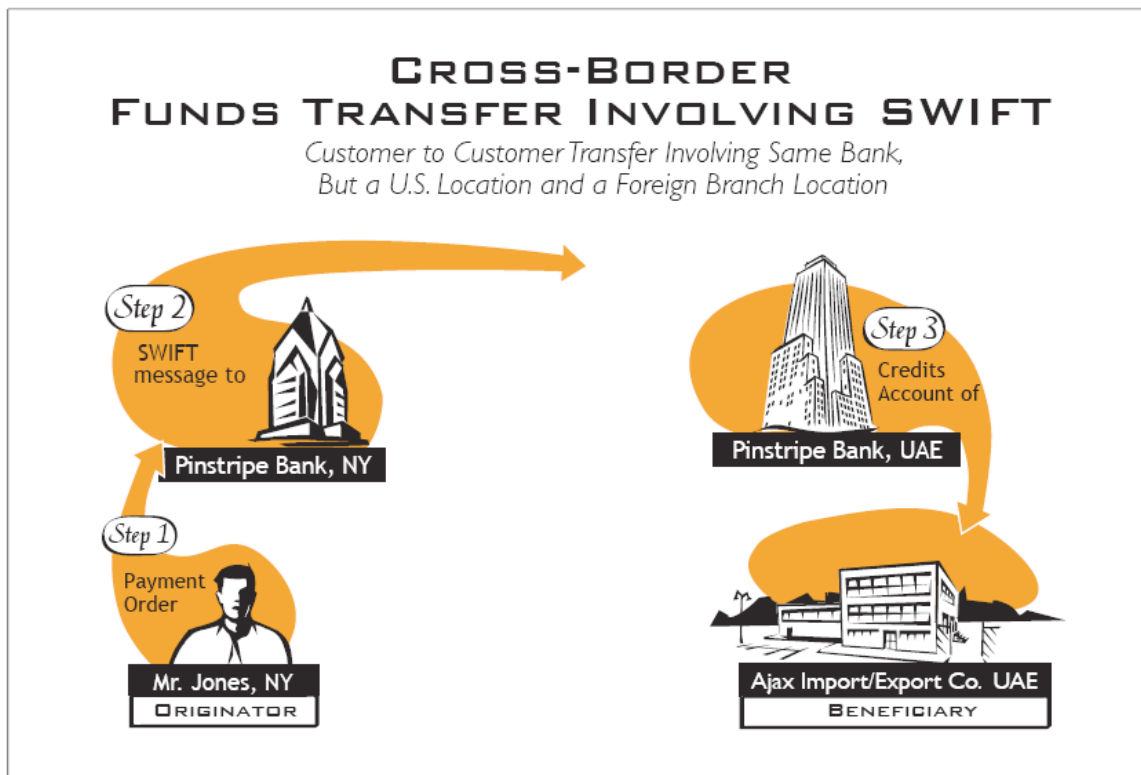 CROSS-BORDER
FUNDS TRANSFER INVOLVING SWIFT
Customer to Customer Transfer Involving Same Bank,
But a U.S. Location and a Foreign Branch Location
Step 2
SWIFT
message to
Pinstripe Bank, NY
Step 1
Payment
Order
Mr. Jones, NY
ORIGINATOR
Step 3
Credits
Account of
Pinstripe Bank, UAE
Ajax Import/Export Co. UAE
BENEFICIARY